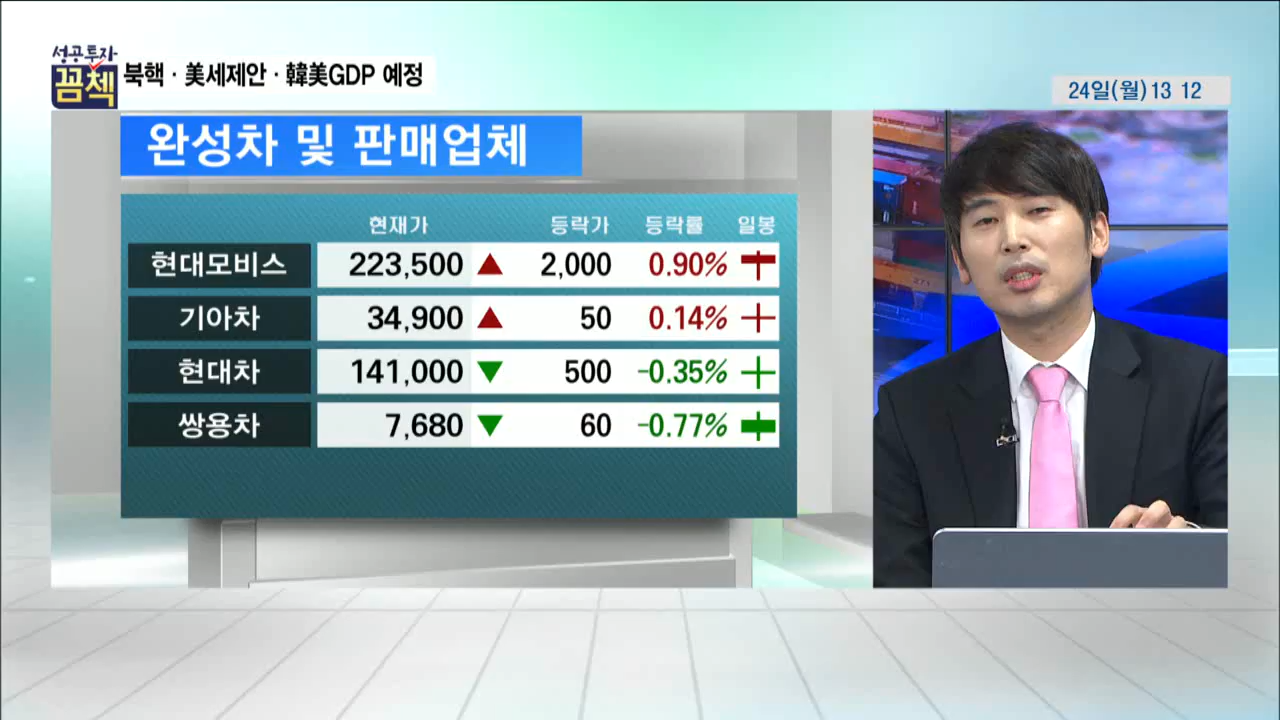 성공투자
꼼첵
북핵·美세제안·韓美GDP 예정
24일(월)13 12
완성차 및 판매업체
현재가 등락가 등락률 일봉
현대모비스 223,500 ▲ 2,000 0.90%
기아차 34,900 ▲ 50 0.14%
현대차 141,000 ▼ 500 -0.35%
쌍용차 7,680 ▼ 60 -0.77%